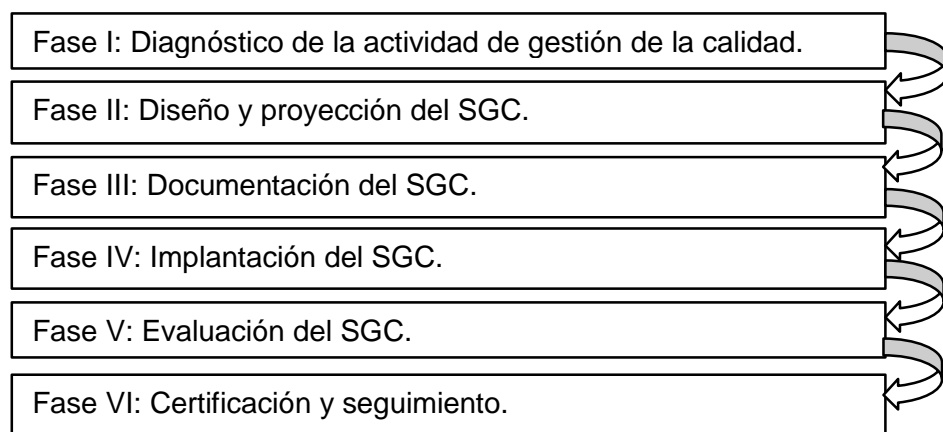 Fase I: Diagnóstico de la actividad de gestión de la calidad.
Fase II: Diseño y proyección del SGC.
Fase III: Documentación del SGC.
Fase IV: Implantación del SGC.
Fase V: Evaluación del SGC.
Fase VI: Certificación y seguimiento.